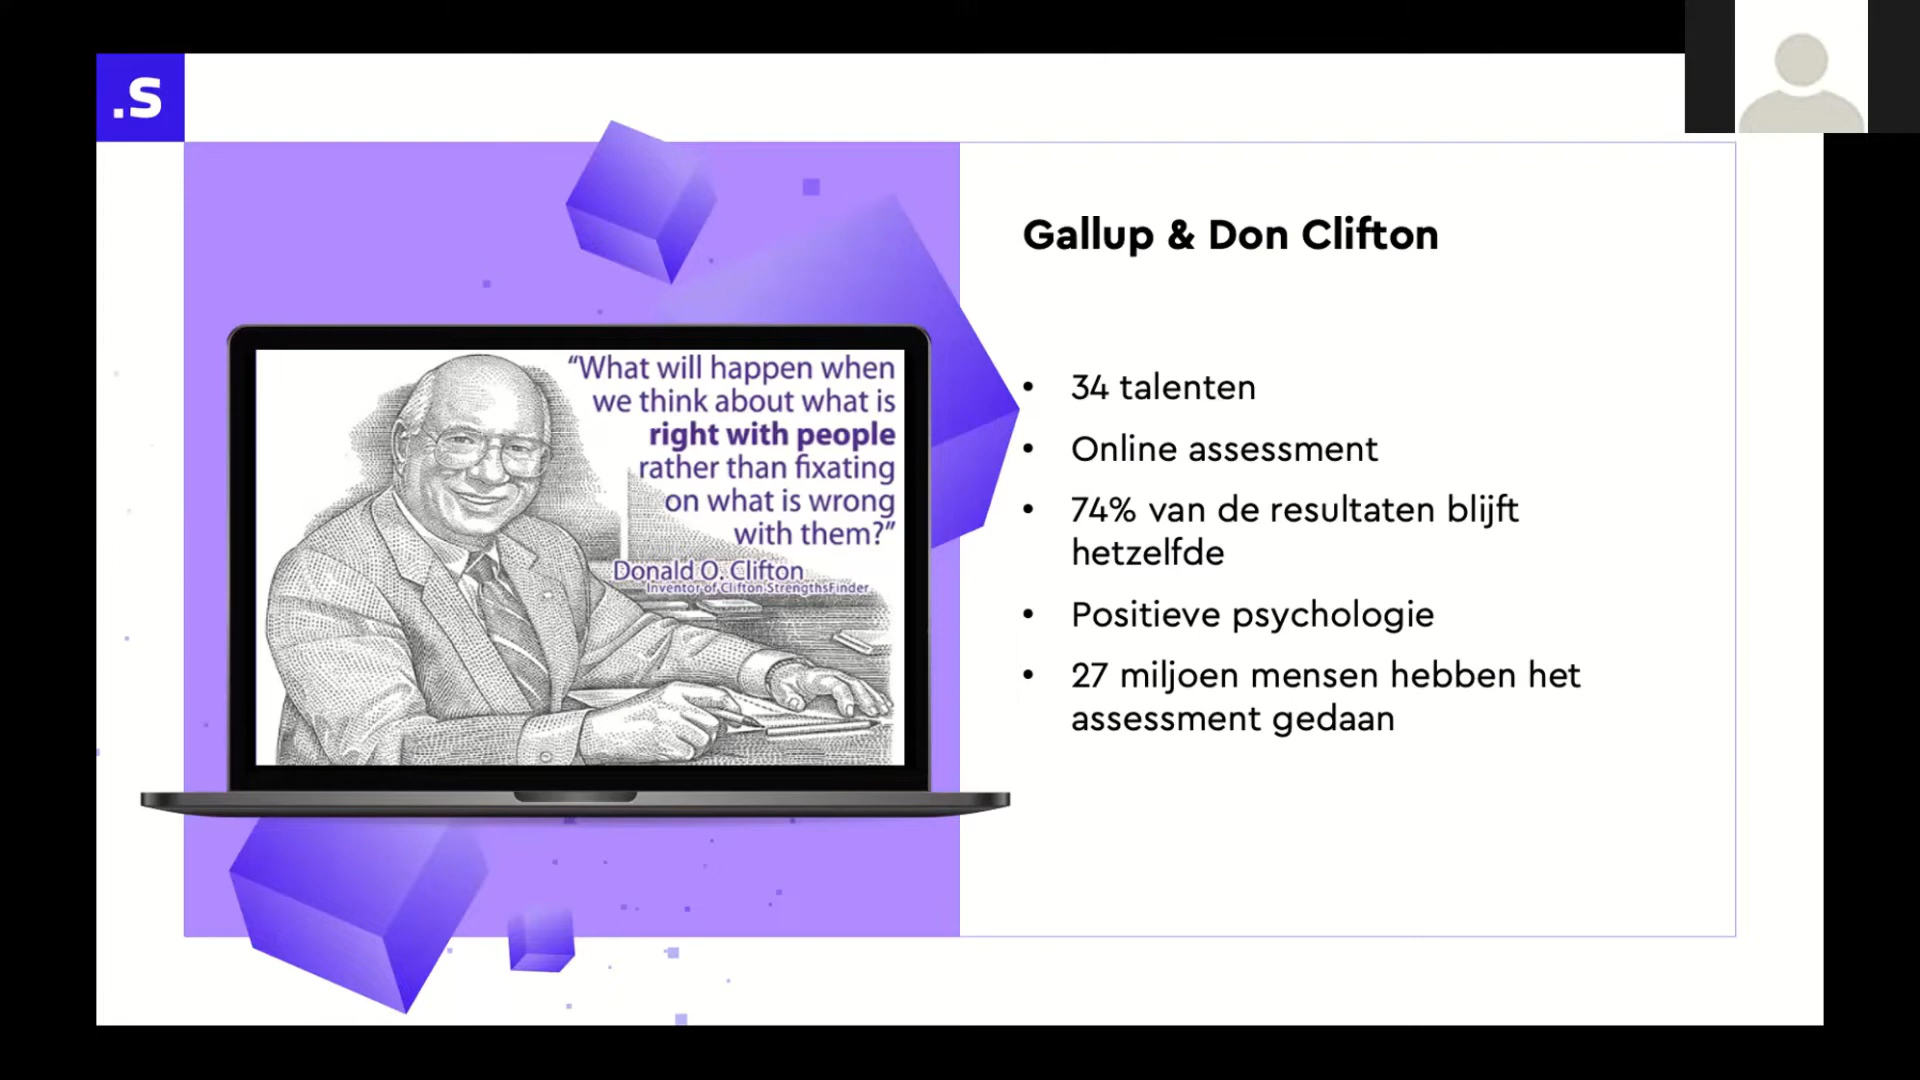 .S
Gallup & Don Clifton
“What will happen when
we think about what is
right with people
rather than fixating
on what is wrong
with them?”
Donald O. Clifton
Inventor of Clifton StrengthsFinder
• 34 talenten
• Online assessment
• 74% van de resultaten blijft
hetzelfde
• Positieve psychologie
• 27 miljoen mensen hebben het
assessment gedaan